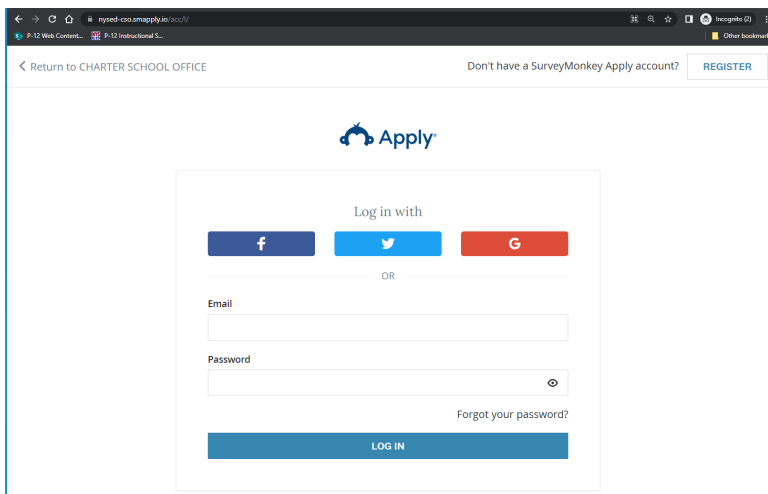 nysed-cso.smapply.io/acc/l/
Incognito (2)
P-12 Web Content... P-12 Instructional S...
Other bookmar
Return to CHARTER SCHOOL OFFICE
Don't have a SurveyMonkey Apply account? REGISTER
Apply
Log in with
f G
OR
Email
Password
Forgot your password?
LOG IN